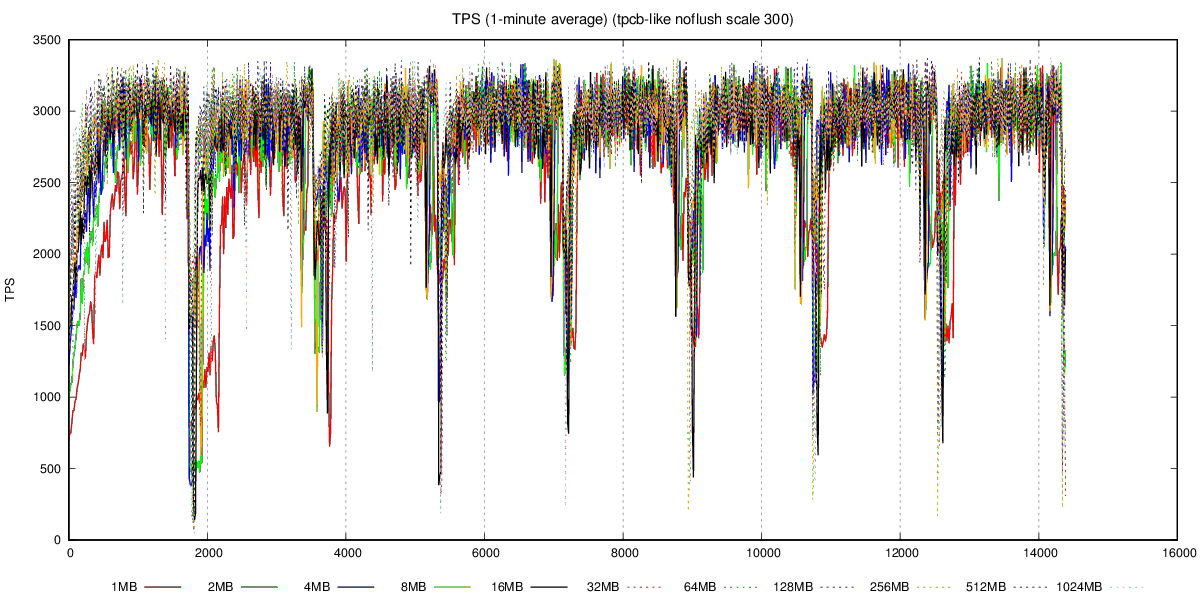 TPS (1-minute average) (tpcb-like noflush scale 300)
3500
3000
2500
2000
1500
1000
500
0
TPS
0 2000 4000 6000 8000 10000 12000 14000 16000
1MB 2MB 4MB 8MB 16MB 32MB 64MB 128MB 256MB 512MB 1024MB